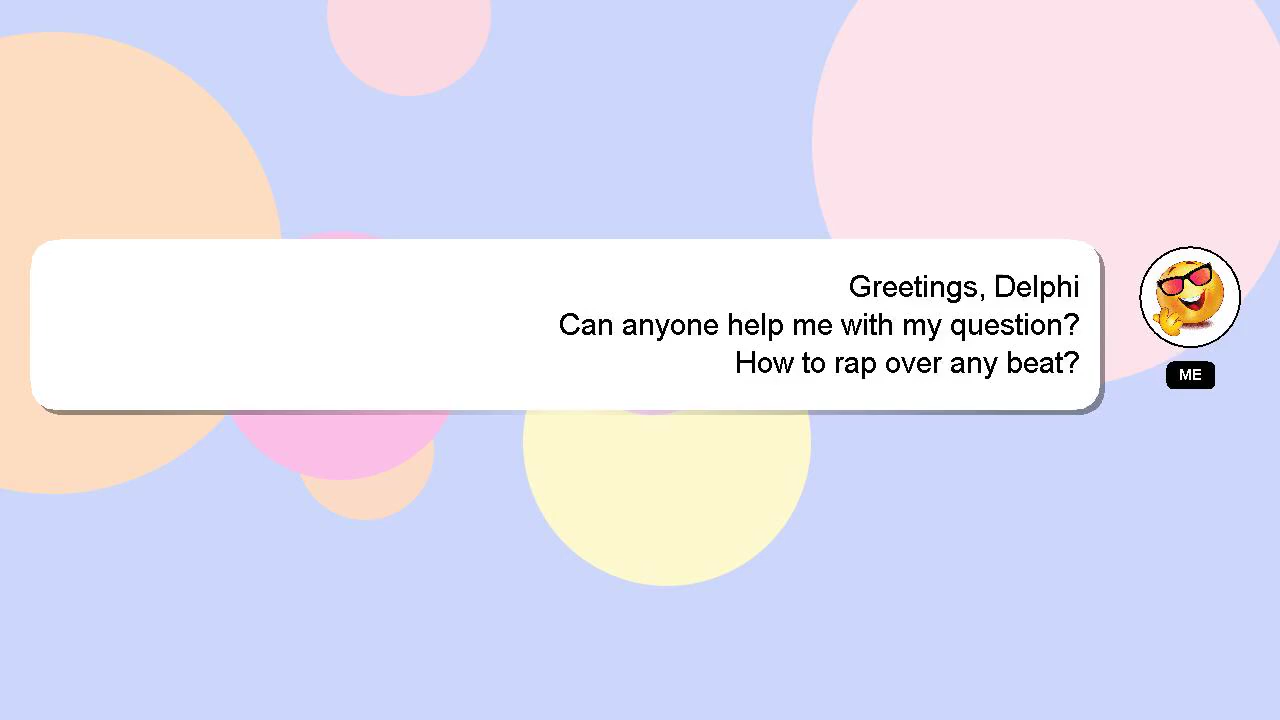 Greetings, Delphi
Can anyone help me with my question?
How to rap over any beat?
ME